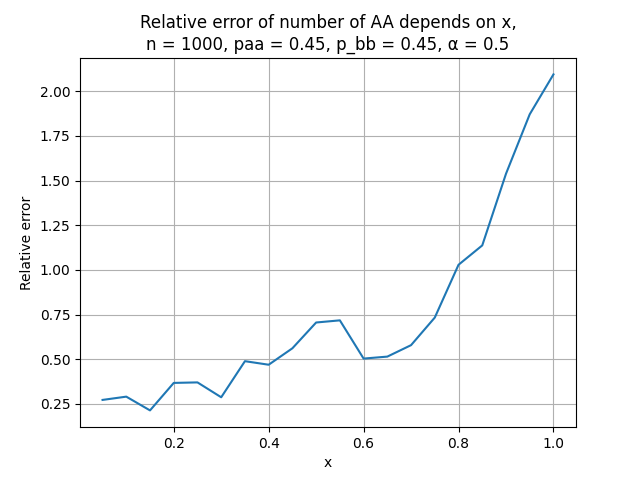 Relative error of number of AA depends on x,
n = 1000, paa = 0.45, p_bb = 0.45, α = 0.5
2.00
1.75
1.50
1.25
1.00
0.75
0.50
0.25
Relative error
0.2 0.4 0.6 0.8 1.0
x